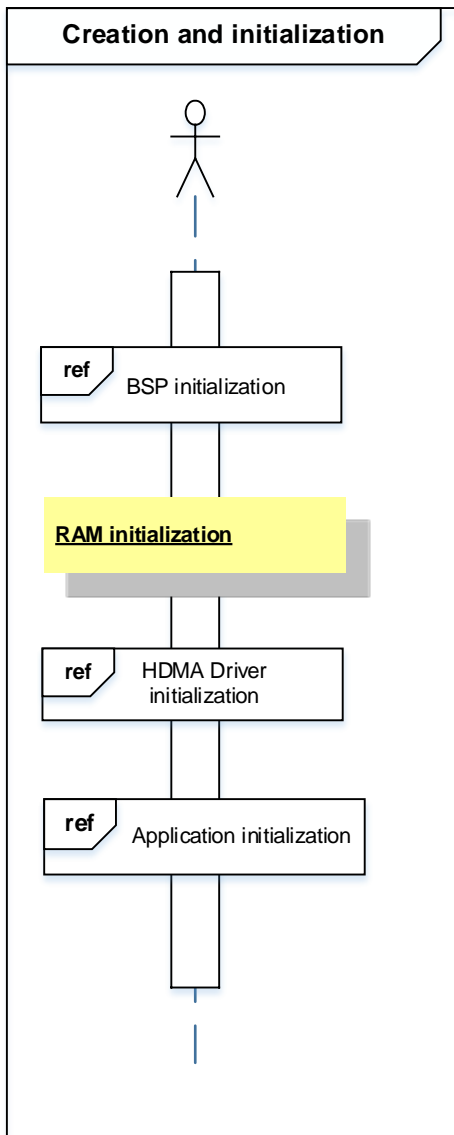 Creation and initialization
ref
BSP initialization
RAM initialization
ref
HDMA Driver
initialization
ref
Application initialization